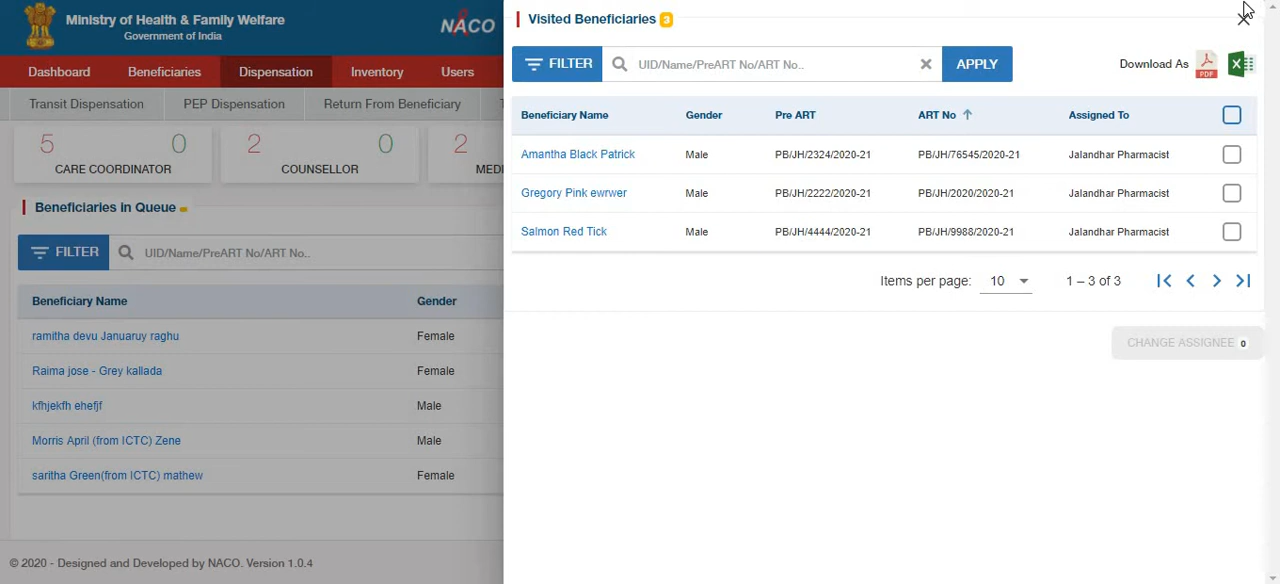 Ministry of Health & Family Welfare
Government of India
NACO
Dashboard Beneficiaries Dispensation Inventory Users
Transit Dispensation PEP Dispensation Return From Beneficiary
5 0 2 0 2
CARE COORDINATOR COUNSELLOR MEDI
Beneficiaries in Queue
FILTER UID/Name/PreART No/ART No..
Beneficiary Name Gender
ramitha devu Januaruy raghu Female
Raima jose - Grey kallada Female
kfhjekfh ehefjf Male
Morris April (from ICTC) Zene Male
saritha Green(from ICTC) mathew Female
© 2020 - Designed and Developed by NACO. Version 1.0.4
Visited Beneficiaries 3
FILTER UID/Name/PreART No/ART No.. APPLY Download As PDF
Beneficiary Name Gender Pre ART ART No Assigned To
Amantha Black Patrick Male PB/JH/2324/2020-21 PB/JH/76545/2020-21 Jalandhar Pharmacist
Gregory Pink ewrwer Male PB/JH/2222/2020-21 PB/JH/2020/2020-21 Jalandhar Pharmacist
Salmon Red Tick Male PB/JH/4444/2020-21 PB/JH/9988/2020-21 Jalandhar Pharmacist
Items per page: 10 1 – 3 of 3
CHANGE ASSIGNEE 0